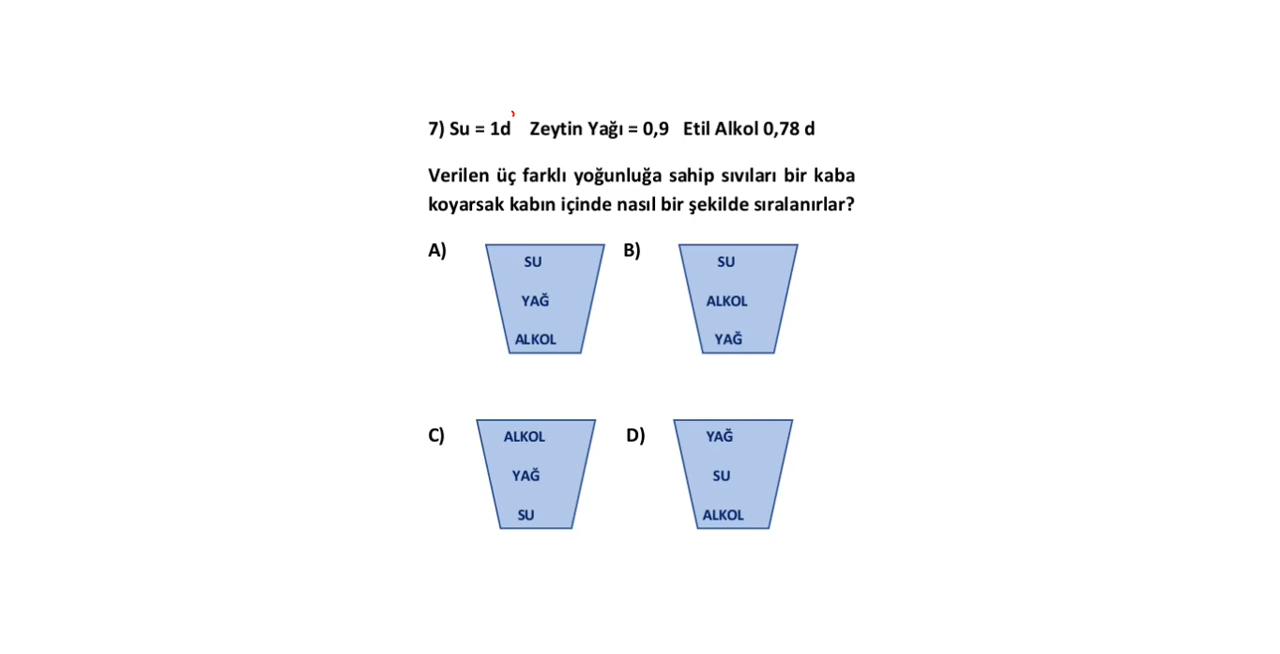 7) Su = 1d Zeytin Yağı = 0,9 Etil Alkol 0,78 d
Verilen üç farklı yoğunluğa sahip sıvıları bir kaba
koyarsak kabın içinde nasıl bir şekilde sıralanırlar?
A)
SU
YAĞ
ALKOL
B)
SU
ALKOL
YAĞ
C)
ALKOL
YAĞ
SU
D)
YAĞ
SU
ALKOL